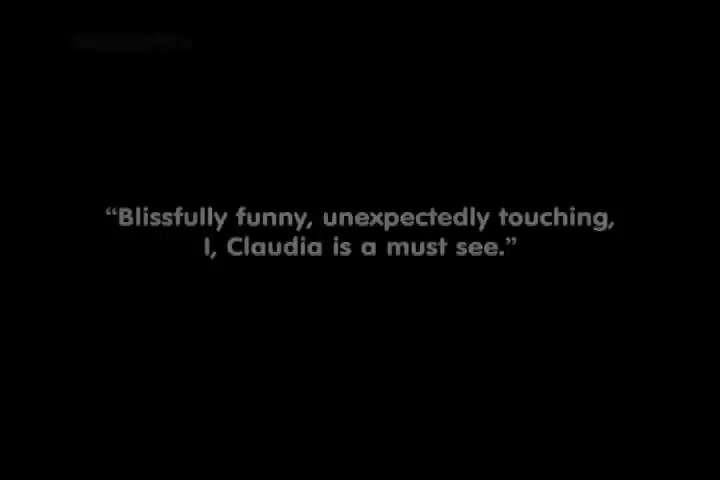 “Blissfully funny, unexpectedly touching,
I, Claudia is a must see.”